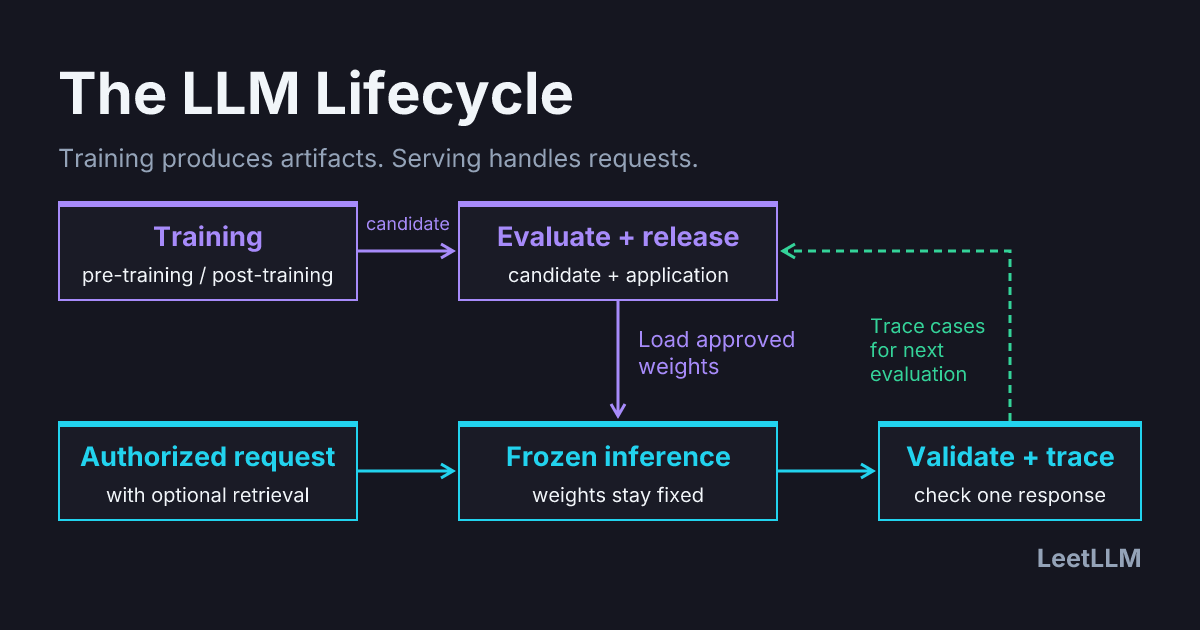 The LLM Lifecycle
Training produces artifacts. Serving handles requests.
Training
pre-training / post-training
candidate
Evaluate + release
candidate + application
Load approved
weights
Trace cases
for next
evaluation
Authorized request
with optional retrieval
Frozen inference
weights stay fixed
Validate + trace
check one response
LeetLLM